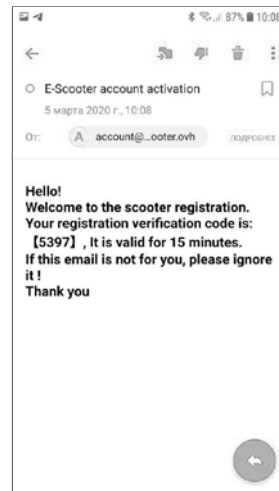 87% 10:08
E-Scooter account activation
5 марта 2020 г., 10:08
От: A account@...ooter.ovh ПОДРОБНЕЕ
Hello!
Welcome to the scooter registration.
Your registration verification code is:
【5397】, It is valid for 15 minutes.
If this email is not for you, please ignore
it !
Thank you